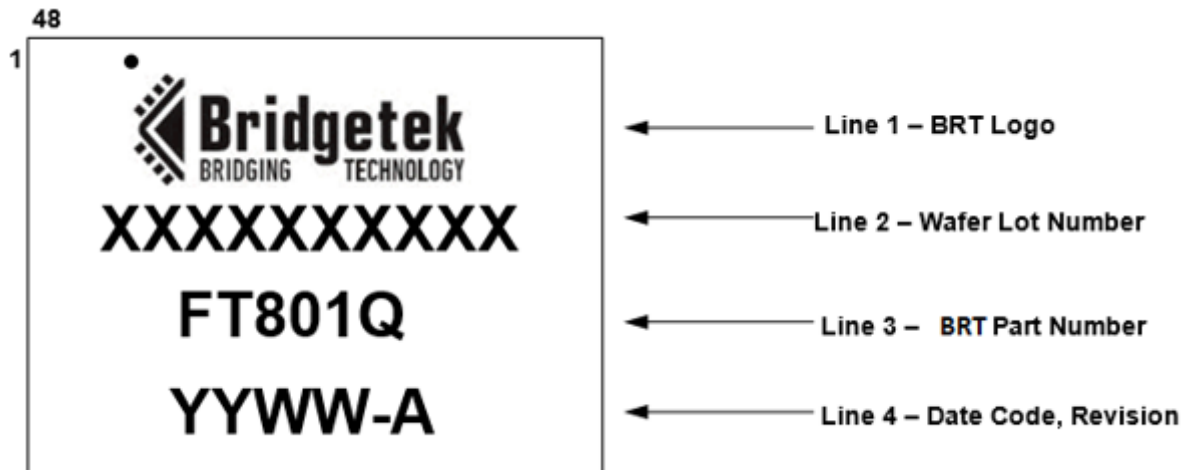 48
1
Bridgetek
BRIDGING TECHNOLOGY
Line 1 – BRT Logo
XXXXXXXXXX
Line 2 – Wafer Lot Number
FT801Q
Line 3 – BRT Part Number
YYWW-A
Line 4 – Date Code, Revision